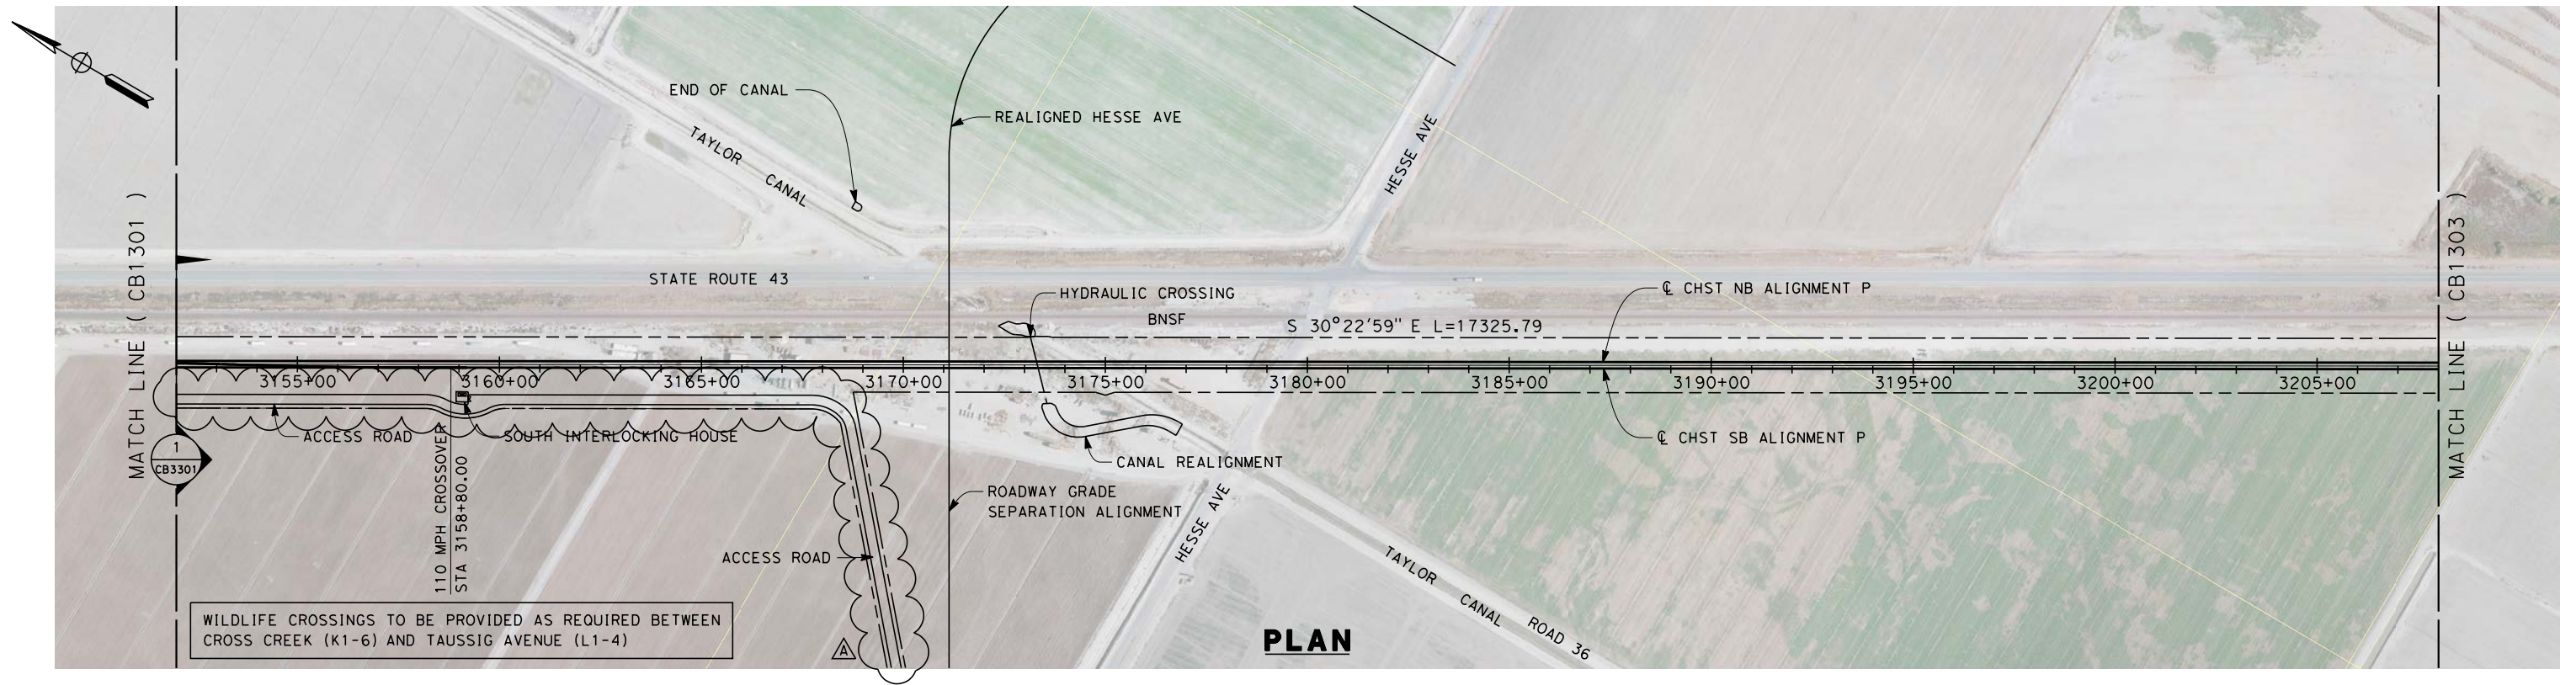 END OF CANAL
REALIGNED HESSE AVE
TAYLOR
CANAL
HESSE AVE
MATCH LINE ( CB1301 )
MATCH LINE ( CB1303 )
STATE ROUTE 43
HYDRAULIC CROSSING
BNSF
S 30°22'59" E L=17325.79
℄ CHST NB ALIGNMENT P
3155+00
3160+00
3165+00
3170+00
3175+00
3180+00
3185+00
3190+00
3195+00
3200+00
3205+00
ACCESS ROAD
SOUTH INTERLOCKING HOUSE
℄ CHST SB ALIGNMENT P
1
CB3301
CANAL REALIGNMENT
110 MPH CROSSOVER
STA 3158+80.00
ROADWAY GRADE
SEPARATION ALIGNMENT
HESSE AVE
ACCESS ROAD
TAYLOR
CANAL
ROAD 36
WILDLIFE CROSSINGS TO BE PROVIDED AS REQUIRED BETWEEN
CROSS CREEK (K1-6) AND TAUSSIG AVENUE (L1-4)
A
PLAN